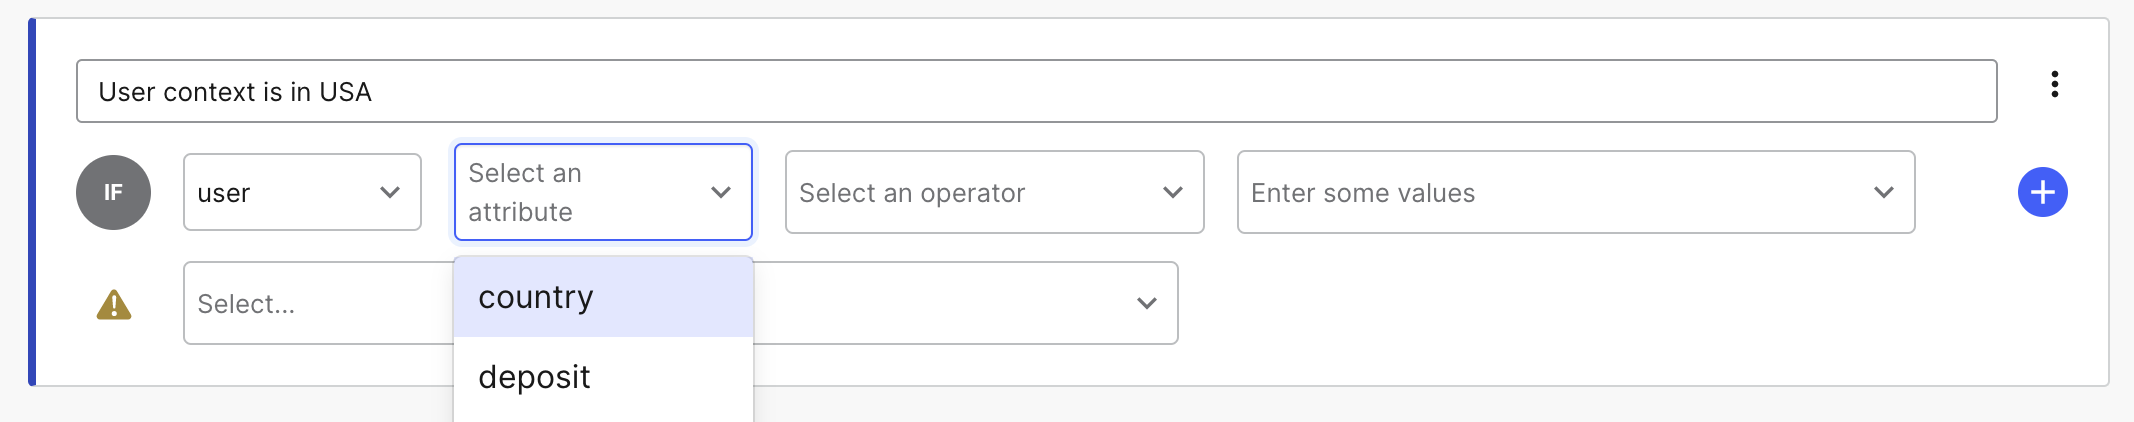 User context is in USA
IF
user
Select an
attribute
Select an operator
Enter some values
Select...
country
deposit